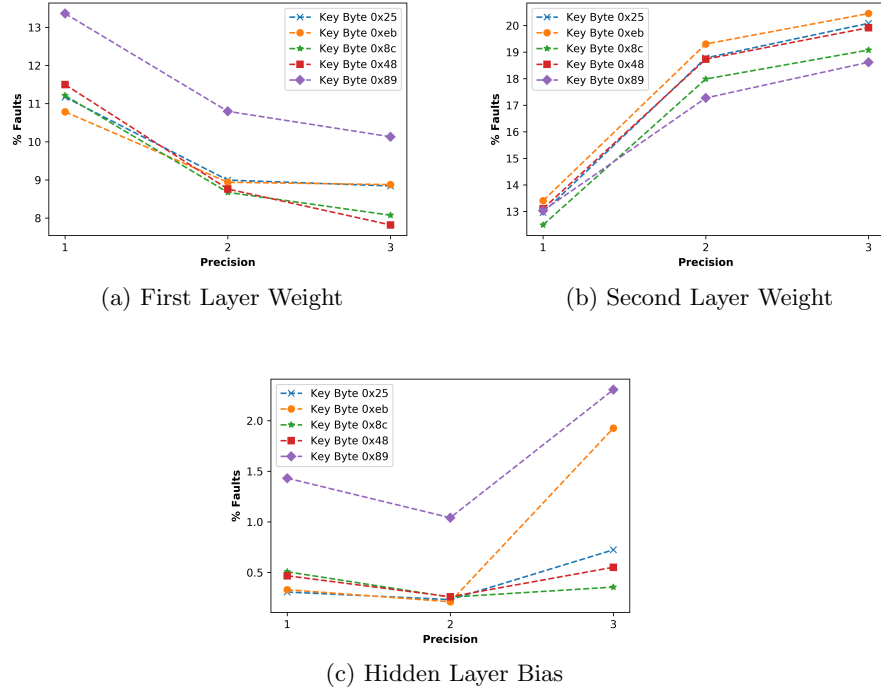 13
12
11
10
9
8
% Faults
Key Byte 0x25
Key Byte 0xeb
Key Byte 0x8c
Key Byte 0x48
Key Byte 0x89
1
2
3
Precision
(a) First Layer Weight
20
19
18
17
16
15
14
13
% Faults
Key Byte 0x25
Key Byte 0xeb
Key Byte 0x8c
Key Byte 0x48
Key Byte 0x89
1
2
3
Precision
(b) Second Layer Weight
2.0
1.5
1.0
0.5
% Faults
Key Byte 0x25
Key Byte 0xeb
Key Byte 0x8c
Key Byte 0x48
Key Byte 0x89
1
2
3
Precision
(c) Hidden Layer Bias